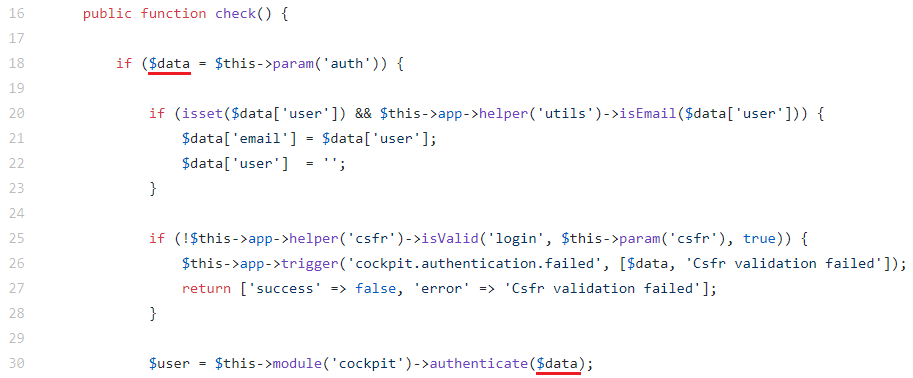 16 public function check() {
17
18 if ($data = $this->param('auth')) {
19
20 if (isset($data['user']) && $this->app->helper('utils')->isEmail($data['user'])) {
21 $data['email'] = $data['user'];
22 $data['user']  = '';
23 }
24
25 if (!$this->app->helper('csfr')->isValid('login', $this->param('csfr'), true)) {
26 $this->app->trigger('cockpit.authentication.failed', [$data, 'Csfr validation failed']);
27 return ['success' => false, 'error' => 'Csfr validation failed'];
28 }
29
30 $user = $this->module('cockpit')->authenticate($data);